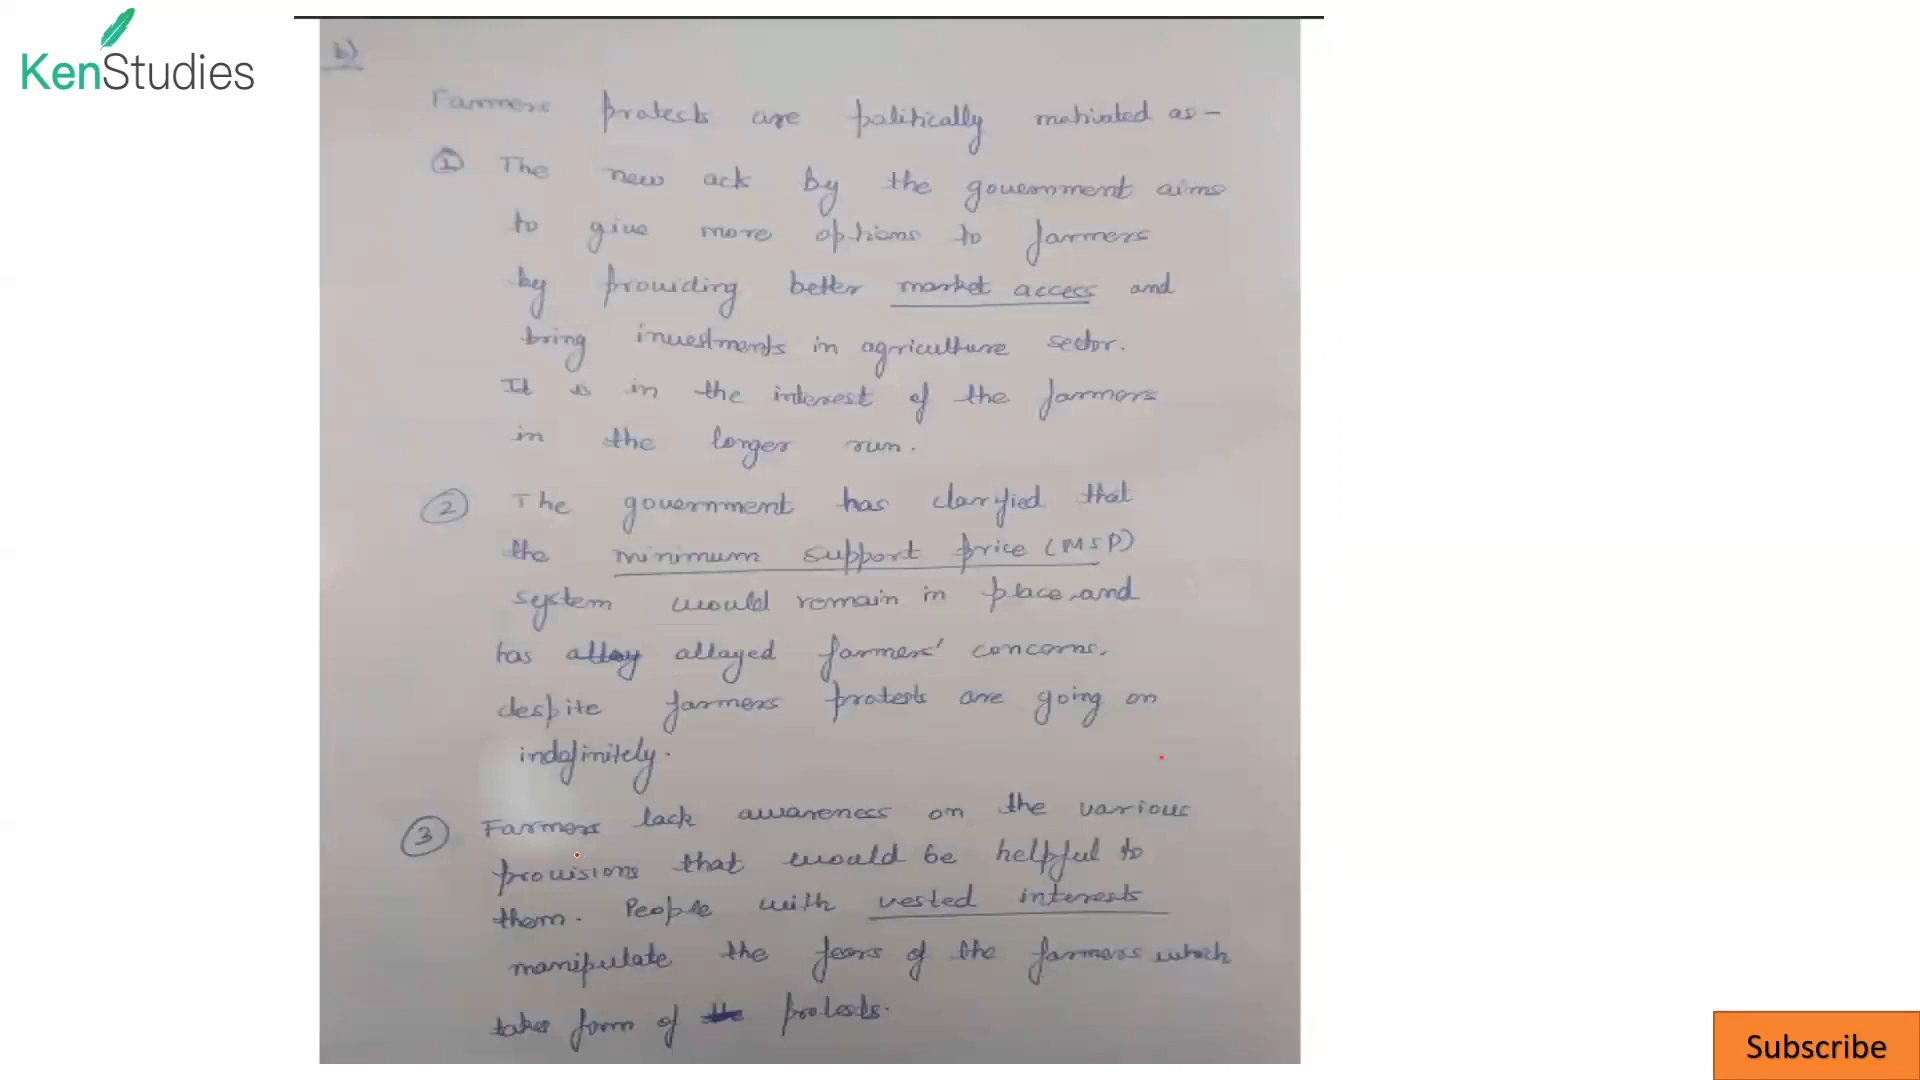 KenStudies
b)
Farmers protests are politically motivated as -
① The new acts by the government aims
to give more options to farmers
by providing better market access and
bring investments in agriculture sector.
It is in the interest of the farmers
in the longer run.
② The government has clarified that
the minimum support price (MSP)
system would remain in place, and
has allay allayed farmers' concerns,
despite farmers protests are going on
indefinitely.
③ Farmers lack awareness on the various
provisions that would be helpful to
them. People with vested interests
manipulate the fears of the farmers which
takes form of the protests.
Subscribe